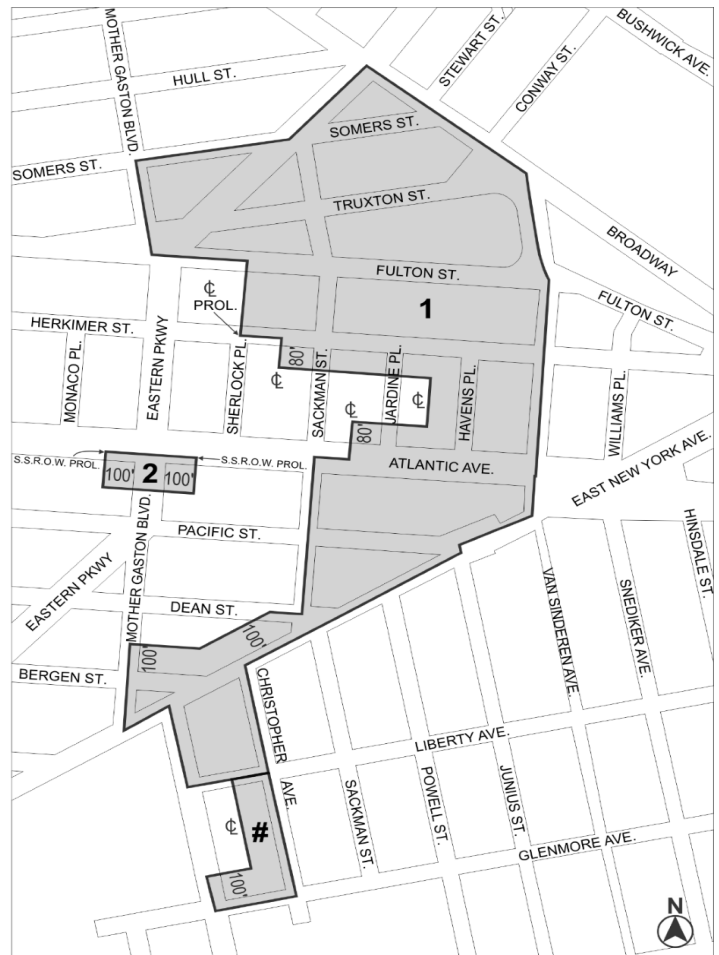 MOTHER GASTON BLVD.
HULL ST.
STEWART ST.
CONWAY ST.
BUSHWICK AVE.
SOMERS ST.
SOMERS ST.
TRUXTON ST.
BROADWAY
FULTON ST.
1
FULTON ST.
℄
PROL.
HERKIMER ST.
MONACO PL.
EASTERN PKWY
SHERLOCK PL.
80'
℄
SACKMAN ST.
℄
JARDINE PL.
℄
HAVENS PL.
WILLIAMS PL.
80'
ATLANTIC AVE.
EAST NEW YORK AVE.
S.S.R.O.W. PROL.
S.S.R.O.W. PROL.
100'
2
100'
MOTHER GASTON BLVD.
PACIFIC ST.
EASTERN PKWY
DEAN ST.
HINSDALE ST.
SNEDIKER AVE.
VAN SINDEREN AVE.
100'
100'
BERGEN ST.
CHRISTOPHER AVE.
LIBERTY AVE.
SACKMAN ST.
POWELL ST.
JUNIUS ST.
GLENMORE AVE.
℄
#
100'
N